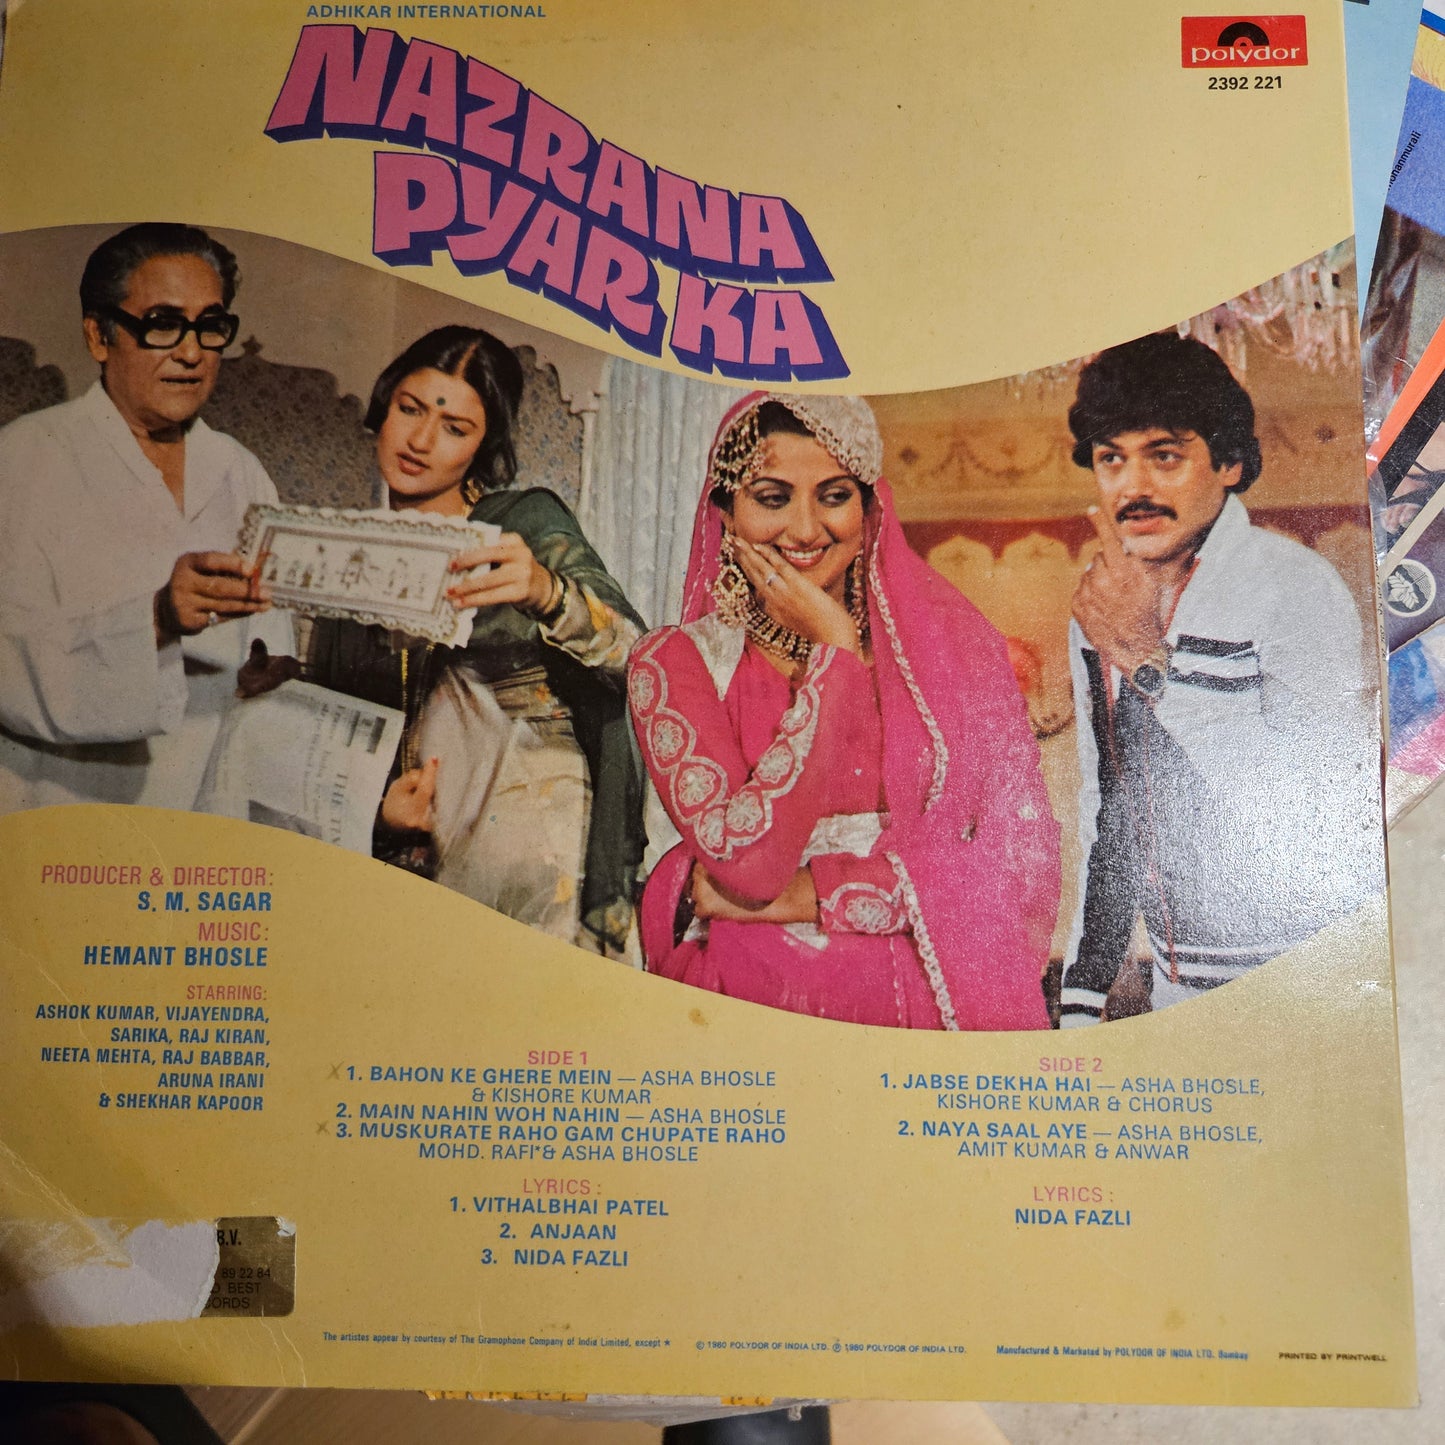 ADHIKAR INTERNATIONAL
NAZRANA
PYAR KA
polydor
2392 221
PRODUCER & DIRECTOR:
S. M. SAGAR
MUSIC:
HEMANT BHOSLE
STARRING:
ASHOK KUMAR, VIJAYENDRA,
SARIKA, RAJ KIRAN,
NEETA MEHTA, RAJ BABBAR,
ARUNA IRANI
& SHEKHAR KAPOOR
SIDE 1
1. BAHON KE GHERE MEIN — ASHA BHOSLE
& KISHORE KUMAR
2. MAIN NAHIN WOH NAHIN — ASHA BHOSLE
3. MUSKURATE RAHO GAM CHUPATE RAHO
MOHD. RAFI* & ASHA BHOSLE
LYRICS :
1. VITHALBHAI PATEL
2. ANJAAN
3. NIDA FAZLI
SIDE 2
1. JABSE DEKHA HAI — ASHA BHOSLE,
KISHORE KUMAR & CHORUS
2. NAYA SAAL AYE — ASHA BHOSLE,
AMIT KUMAR & ANWAR
LYRICS :
NIDA FAZLI
B.V.
89 22 84
BEST
The artistes appear by courtesy of The Gramophone Company of India Limited, except ★
© 1980 POLYDOR OF INDIA LTD. ℗ 1980 POLYDOR OF INDIA LTD.
Manufactured & Marketed by POLYDOR OF INDIA LTD. Bombay
PRINTED BY PRINTWELL